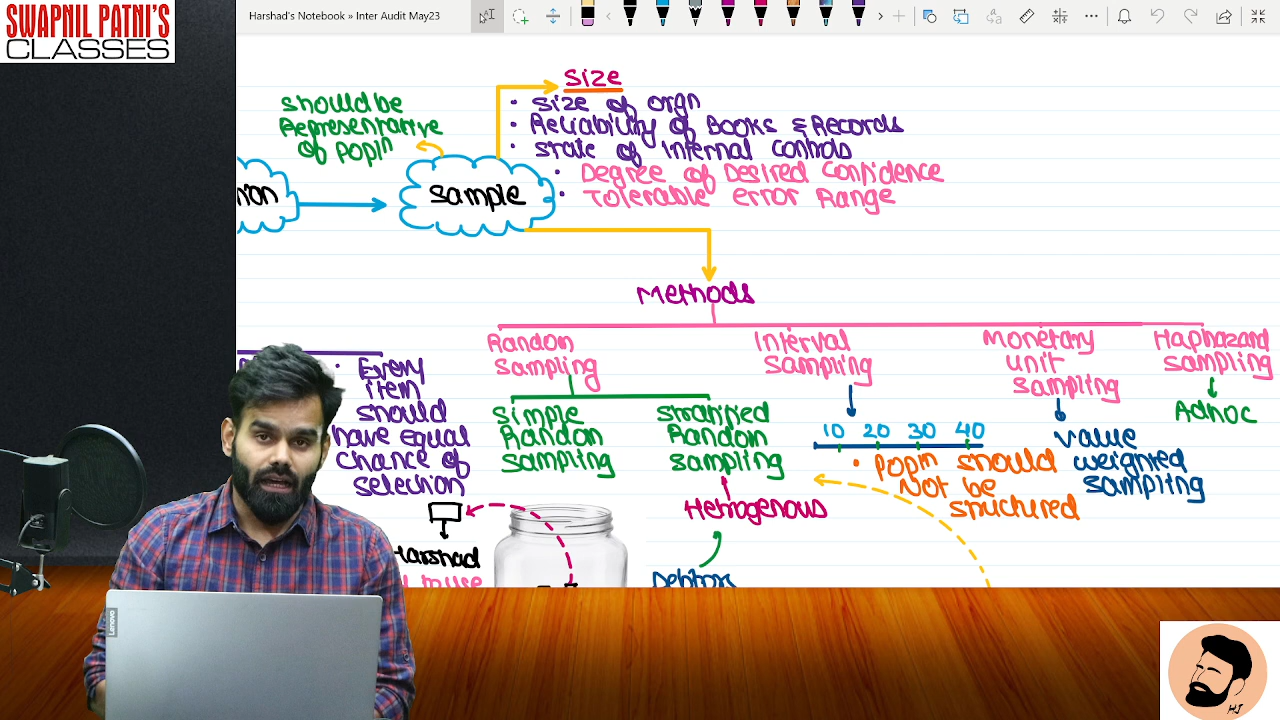 SWAPNIL PATNI'S
CLASSES
Harshad's Notebook » Inter Audit May23
Size
• Size of orgn
• Reliability of Books & Records
• State of Internal Controls
• Degree of Desired Confidence
• Tolerable error Range
should be
Representative
of Popln
sample
Methods
Random
sampling
Simple
Random
Sampling
Stratified
Random
sampling
Hetrogenous
Debtors
Interval
Sampling
10 20 30 40
• Popln should
Not be
structured
Monetary
unit
sampling
value
weighted
sampling
Haphazard
sampling
Adhoc
• Every
item
should
have equal
chance of
selection
Harshad
Lenovo
HJ